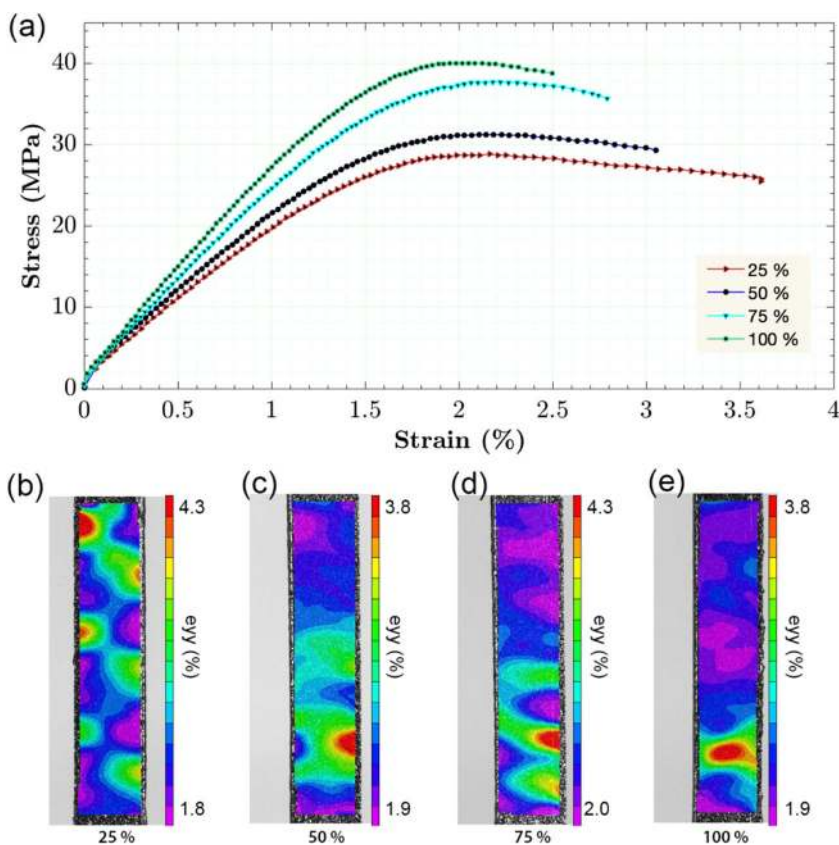 (a)
40
30
20
10
0
Stress (MPa)
0 0.5 1 1.5 2 2.5 3 3.5 4
Strain (%)
25 %
50 %
75 %
100 %
(b) (c) (d) (e)
4.3 3.8 4.3 3.8
eyy (%) eyy (%) eyy (%) eyy (%)
1.8 1.9 2.0 1.9
25 % 50 % 75 % 100 %